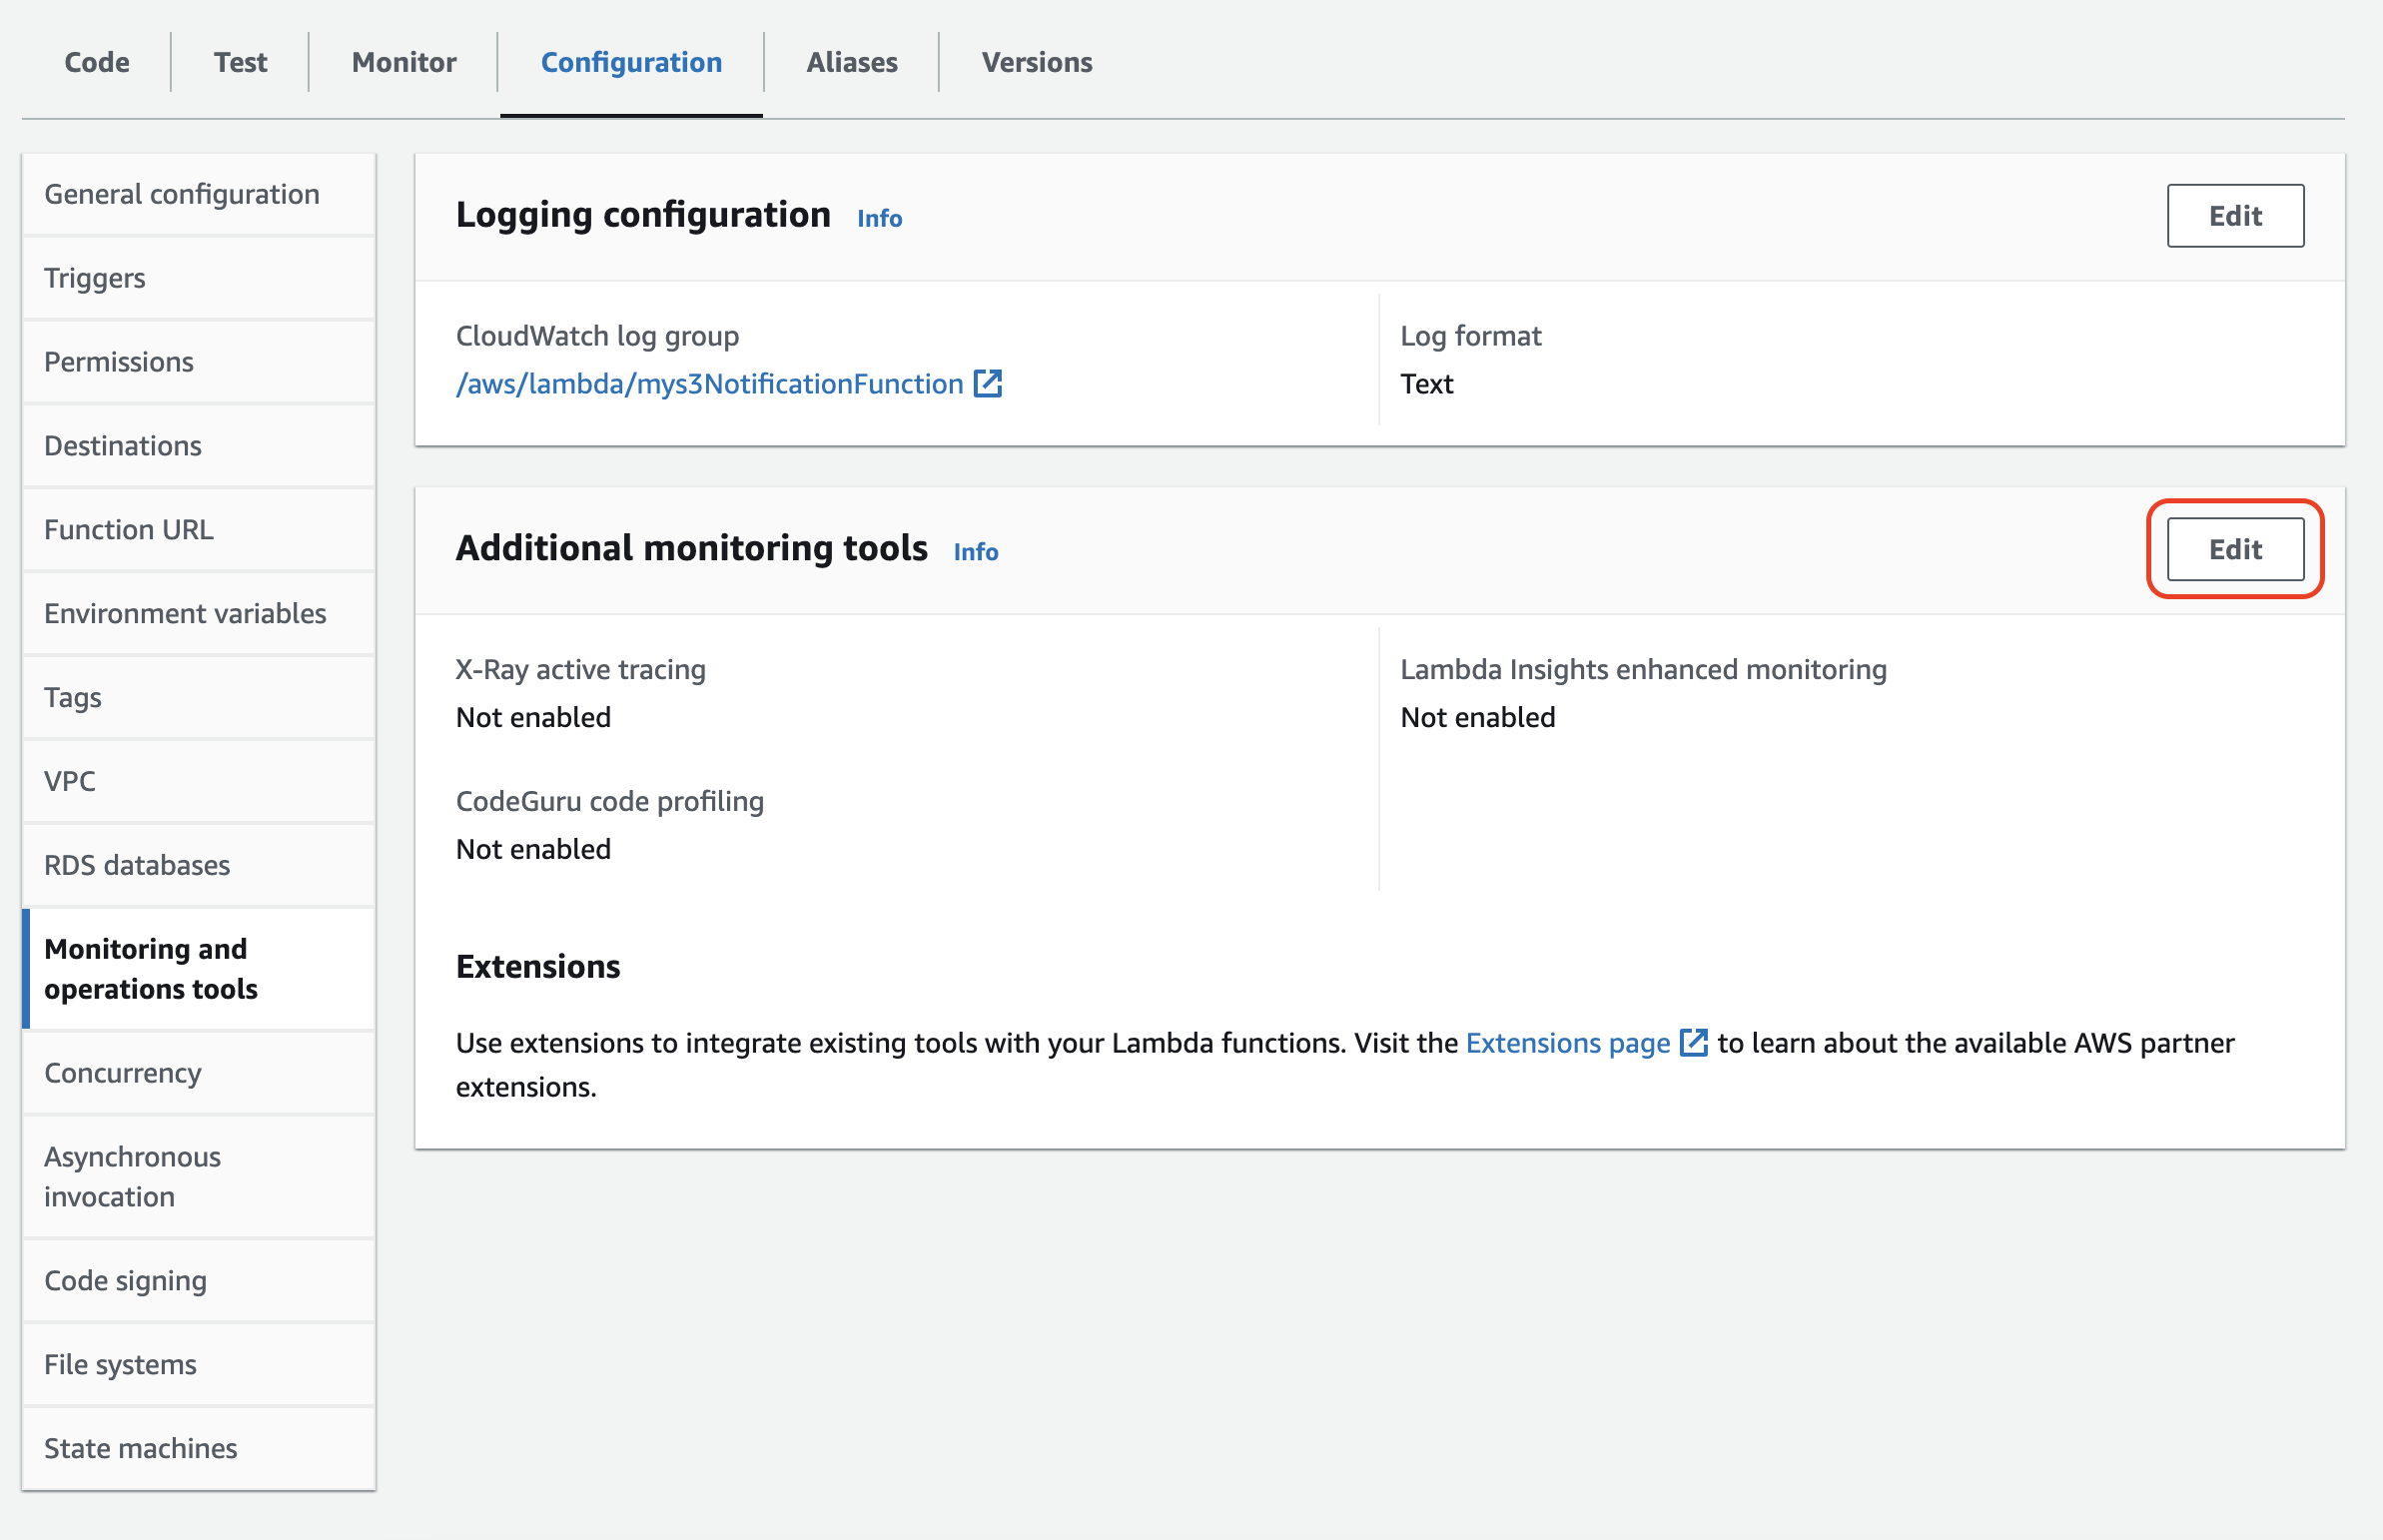 Code
Test
Monitor
Configuration
Aliases
Versions
General configuration
Triggers
Permissions
Destinations
Function URL
Environment variables
Tags
VPC
RDS databases
Monitoring and
operations tools
Concurrency
Asynchronous
invocation
Code signing
File systems
State machines
Logging configuration Info
Edit
CloudWatch log group
/aws/lambda/mys3NotificationFunction
Log format
Text
Additional monitoring tools Info
Edit
X-Ray active tracing
Not enabled
Lambda Insights enhanced monitoring
Not enabled
CodeGuru code profiling
Not enabled
Extensions
Use extensions to integrate existing tools with your Lambda functions. Visit the Extensions page to learn about the available AWS partner
extensions.